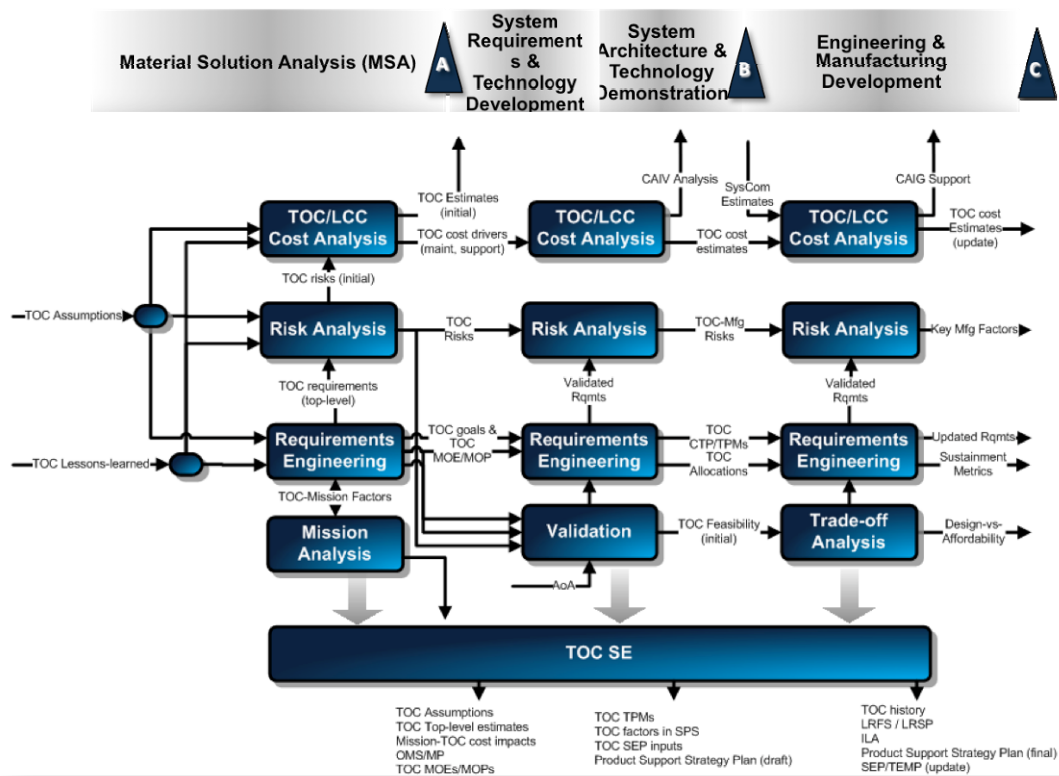 Material Solution Analysis (MSA)
A
System
Requirement
s &
Technology
Development
System
Architecture &
Technology
Demonstration
B
Engineering &
Manufacturing
Development
C
TOC Estimates
(initial)
CAIV Analysis
SysCom
Estimates
CAIG Support
TOC/LCC
Cost Analysis
TOC cost drivers
(maint, support)
TOC/LCC
Cost Analysis
TOC cost
estimates
TOC/LCC
Cost Analysis
TOC cost
Estimates
(update)
TOC risks (initial)
TOC Assumptions
Risk Analysis
TOC
Risks
Risk Analysis
TOC-Mfg
Risks
Risk Analysis
Key Mfg Factors
TOC requirements
(top-level)
Validated
Rqmts
Validated
Rqmts
TOC Lessons-learned
Requirements
Engineering
TOC goals &
TOC
MOE/MOP
Requirements
Engineering
TOC
CTP/TPMs
TOC
Allocations
Requirements
Engineering
Updated Rqmts
Sustainment
Metrics
TOC-Mission Factors
Mission
Analysis
Validation
TOC Feasibility
(initial)
Trade-off
Analysis
Design-vs-
Affordability
AoA
TOC SE
TOC Assumptions
TOC Top-level estimates
Mission-TOC cost impacts
OMS/MP
TOC MOEs/MOPs
TOC TPMs
TOC factors in SPS
TOC SEP inputs
Product Support Strategy Plan (draft)
TOC history
LRFS / LRSP
ILA
Product Support Strategy Plan (final)
SEP/TEMP (update)